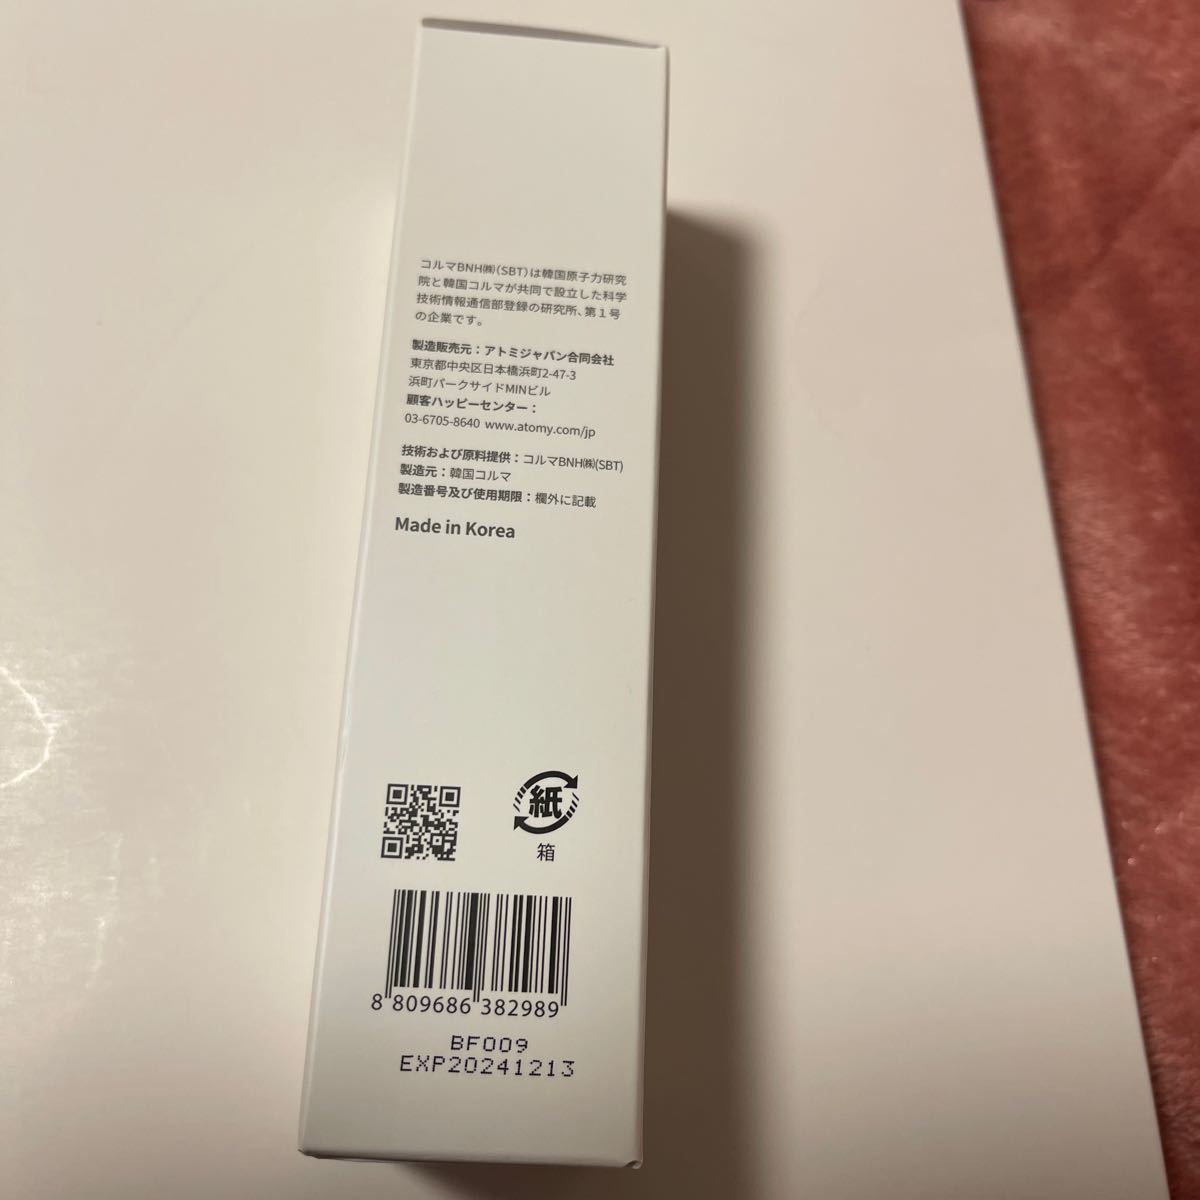 コルマBNH㈱(SBT)は韓国原子力研究
院と韓国コルマが共同で設立した科学
技術情報通信部登録の研究所、第1号
の企業です。
製造販売元：アトミジャパン合同会社
東京都中央区日本橋浜町2-47-3
浜町パークサイドMINビル
顧客ハッピーセンター：
03-6705-8640 www.atomy.com/jp
技術および原料提供：コルマBNH㈱(SBT)
製造元：韓国コルマ
製造番号及び使用期限：欄外に記載
Made in Korea
紙
箱
8 809686 382989
BF009
EXP20241213